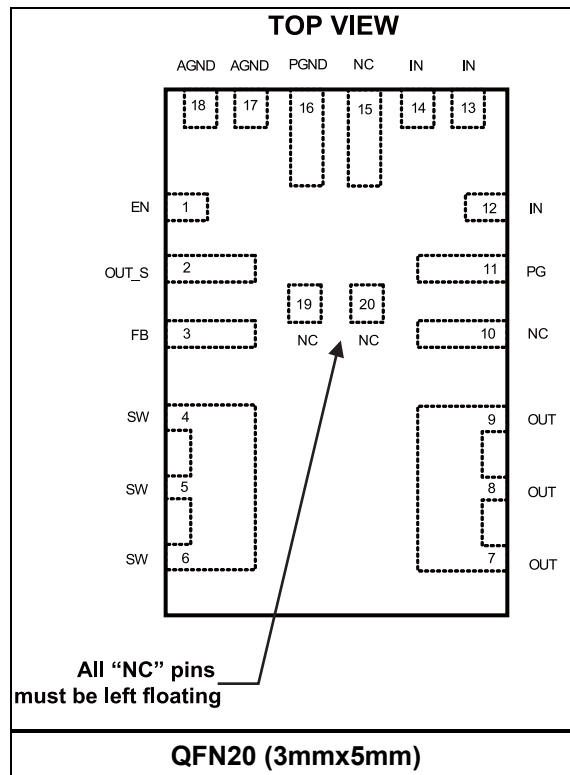 TOP VIEW
AGND AGND PGND NC IN IN
18 17 16 15 14 13
EN 1 12 IN
OUT_S 2 11 PG
19 20
FB 3 10 NC
NC NC
SW 4 9 OUT
SW 5 8 OUT
SW 6 7 OUT
All “NC” pins
must be left floating
QFN20 (3mmx5mm)